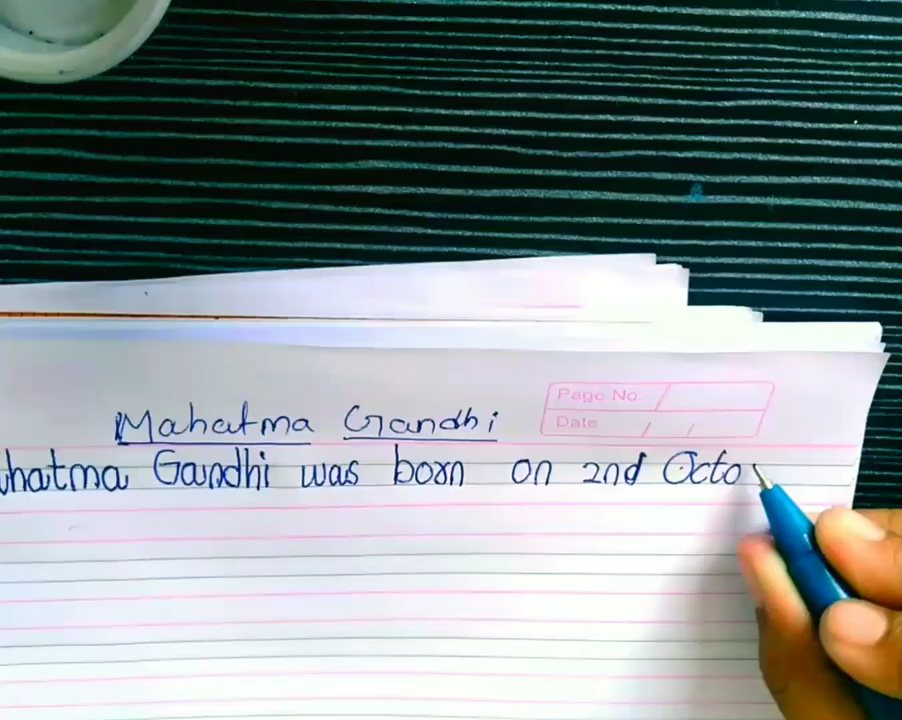 Page No.
Date / /
Mahatma Gandhi
hatma Gandhi was born on 2nd Octo